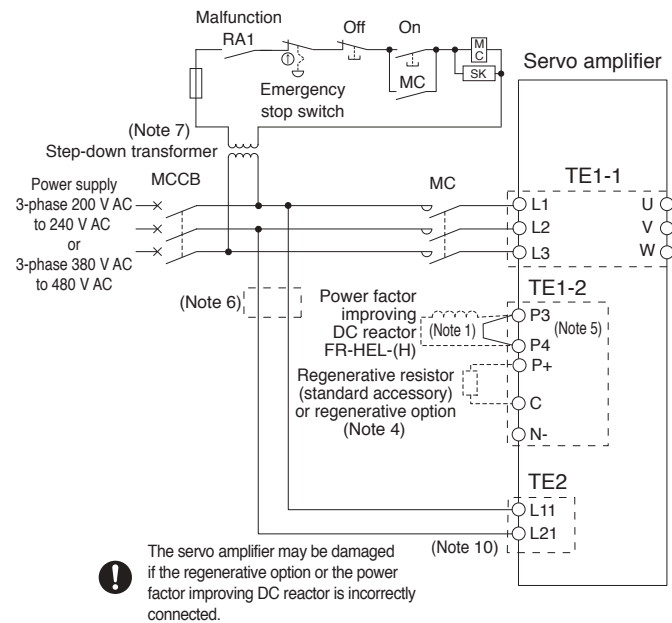 Malfunction
RA1
Off
On
M
C
SK
MC
Emergency
stop switch
Servo amplifier
(Note 7)
Step-down transformer
Power supply
3-phase 200 V AC
to 240 V AC
or
3-phase 380 V AC
to 480 V AC
MCCB
MC
TE1-1
L1
U
L2
V
L3
W
(Note 6)
TE1-2
Power factor
improving
DC reactor
FR-HEL-(H)
(Note 1)
P3
(Note 5)
P4
P+
Regenerative resistor
(standard accessory)
or regenerative option
(Note 4)
C
N-
TE2
L11
L21
(Note 10)
The servo amplifier may be damaged
if the regenerative option or the power
factor improving DC reactor is incorrectly
connected.